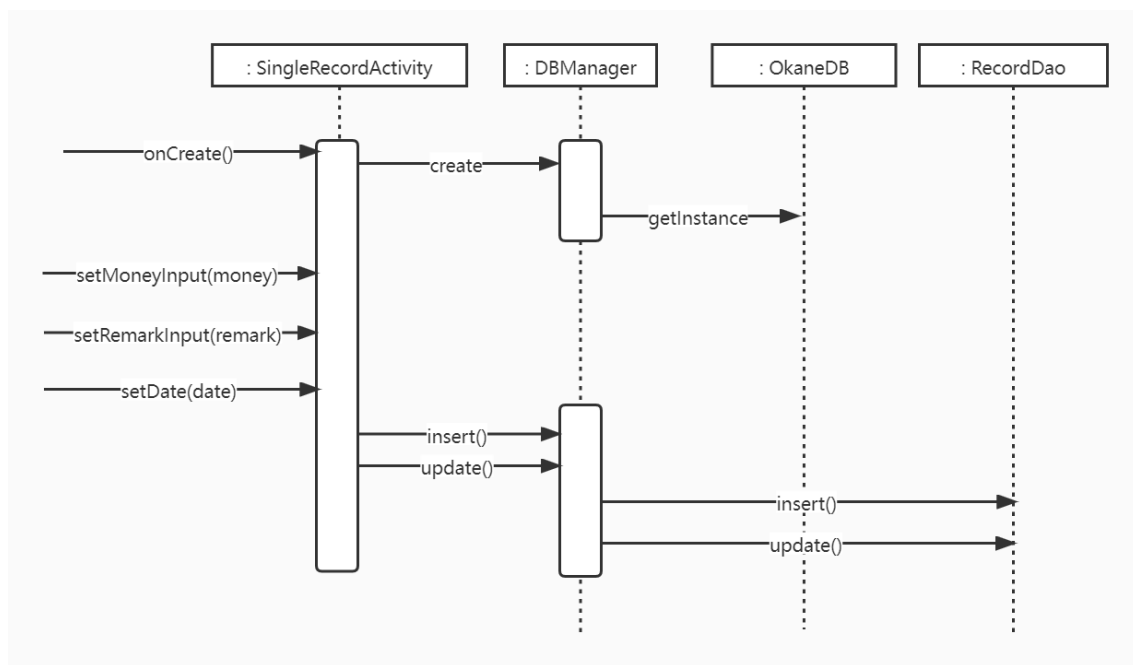 : SingleRecordActivity
: DBManager
: OkaneDB
: RecordDao
onCreate()
create
getInstance
setMoneyInput(money)
setRemarkInput(remark)
setDate(date)
insert()
update()
insert()
update()